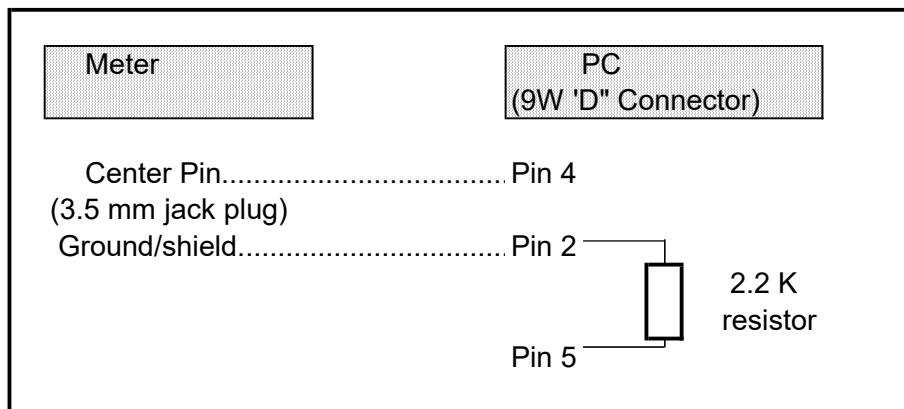 Meter
PC
(9W 'D" Connector)
Center Pin.................................... Pin 4
(3.5 mm jack plug)
Ground/shield.................................. Pin 2
2.2 K
resistor
Pin 5